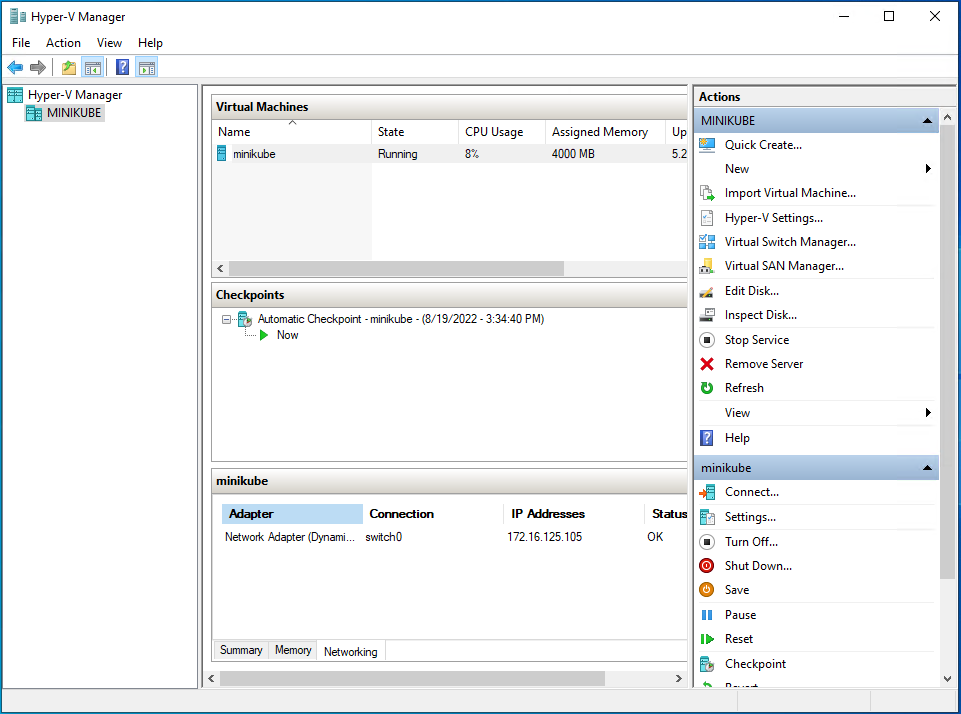 Hyper-V Manager
File Action View Help
Hyper-V Manager
MINIKUBE
Virtual Machines
Name State CPU Usage Assigned Memory Up
minikube Running 8% 4000 MB 5.2
Checkpoints
Automatic Checkpoint - minikube - (8/19/2022 - 3:34:40 PM)
Now
minikube
Adapter Connection IP Addresses Status
Network Adapter (Dynami... switch0 172.16.125.105 OK
Summary Memory Networking
Actions
MINIKUBE
Quick Create...
New
Import Virtual Machine...
Hyper-V Settings...
Virtual Switch Manager...
Virtual SAN Manager...
Edit Disk...
Inspect Disk...
Stop Service
Remove Server
Refresh
View
Help
minikube
Connect...
Settings...
Turn Off...
Shut Down...
Save
Pause
Reset
Checkpoint